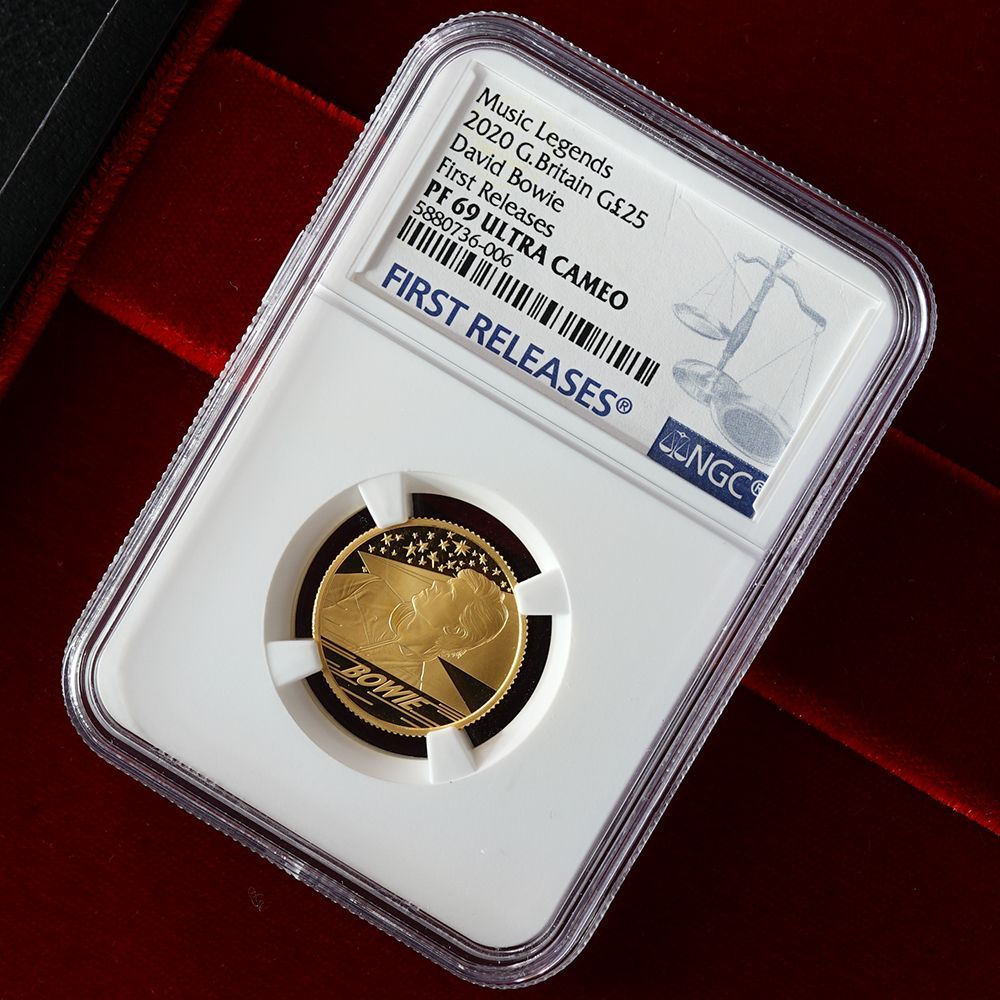 Music Legends
2020 G.Britain G£25
David Bowie
First Releases
PF 69 ULTRA CAMEO
5880736-006
FIRST RELEASES®
NGC®
BOWIE